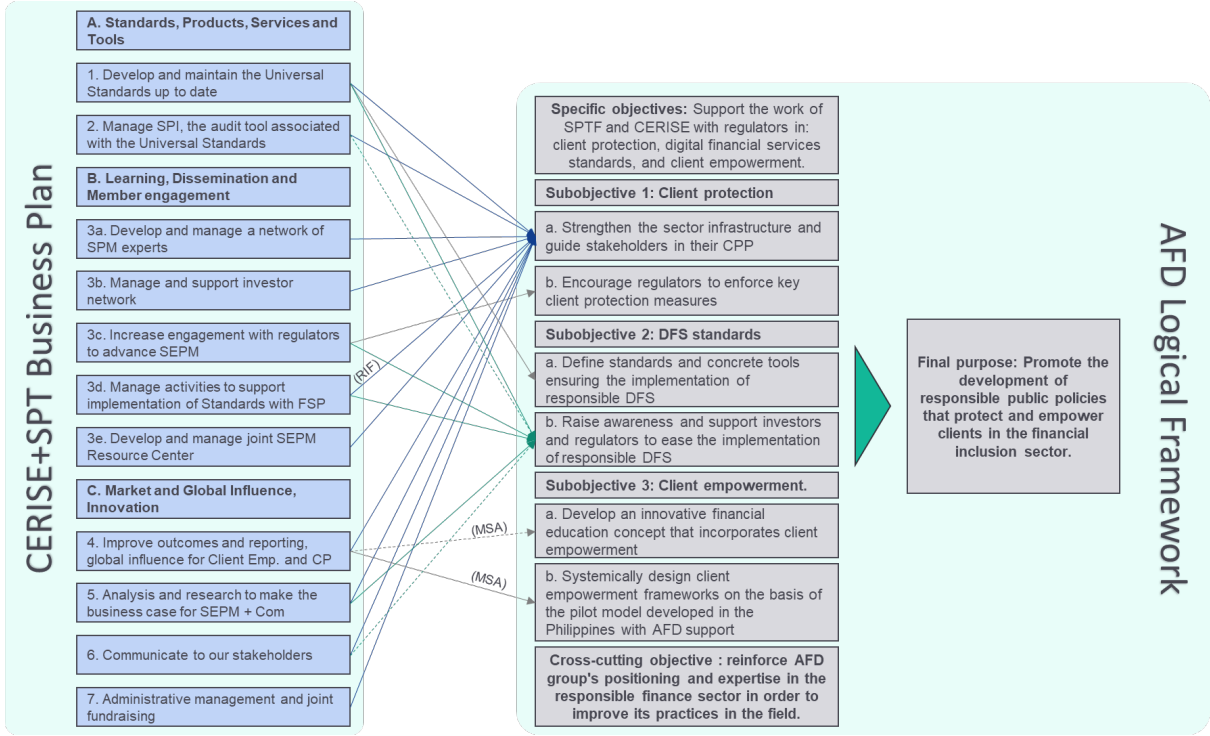 CERISE+SPT Business Plan
A. Standards, Products, Services and
Tools
1. Develop and maintain the Universal
Standards up to date
2. Manage SPI, the audit tool associated
with the Universal Standards
B. Learning, Dissemination and
Member engagement
3a. Develop and manage a network of
SPM experts
3b. Manage and support investor
network
3c. Increase engagement with regulators
to advance SEPM
3d. Manage activities to support
implementation of Standards with FSP
3e. Develop and manage joint SEPM
Resource Center
C. Market and Global Influence,
Innovation
4. Improve outcomes and reporting,
global influence for Client Emp. and CP
5. Analysis and research to make the
business case for SEPM + Com
6. Communicate to our stakeholders
7. Administrative management and joint
fundraising
(RIF)
(MSA)
(MSA)
Specific objectives: Support the work of
SPTF and CERISE with regulators in:
client protection, digital financial services
standards, and client empowerment.
Subobjective 1: Client protection
a. Strengthen the sector infrastructure and
guide stakeholders in their CPP
b. Encourage regulators to enforce key
client protection measures
Subobjective 2: DFS standards
a. Define standards and concrete tools
ensuring the implementation of
responsible DFS
b. Raise awareness and support investors
and regulators to ease the implementation
of responsible DFS
Subobjective 3: Client empowerment.
a. Develop an innovative financial
education concept that incorporates client
empowerment
b. Systemically design client
empowerment frameworks on the basis of
the pilot model developed in the
Philippines with AFD support
Cross-cutting objective : reinforce AFD
group's positioning and expertise in the
responsible finance sector in order to
improve its practices in the field.
Final purpose: Promote the
development of
responsible public policies
that protect and empower
clients in the financial
inclusion sector.
AFD Logical Framework